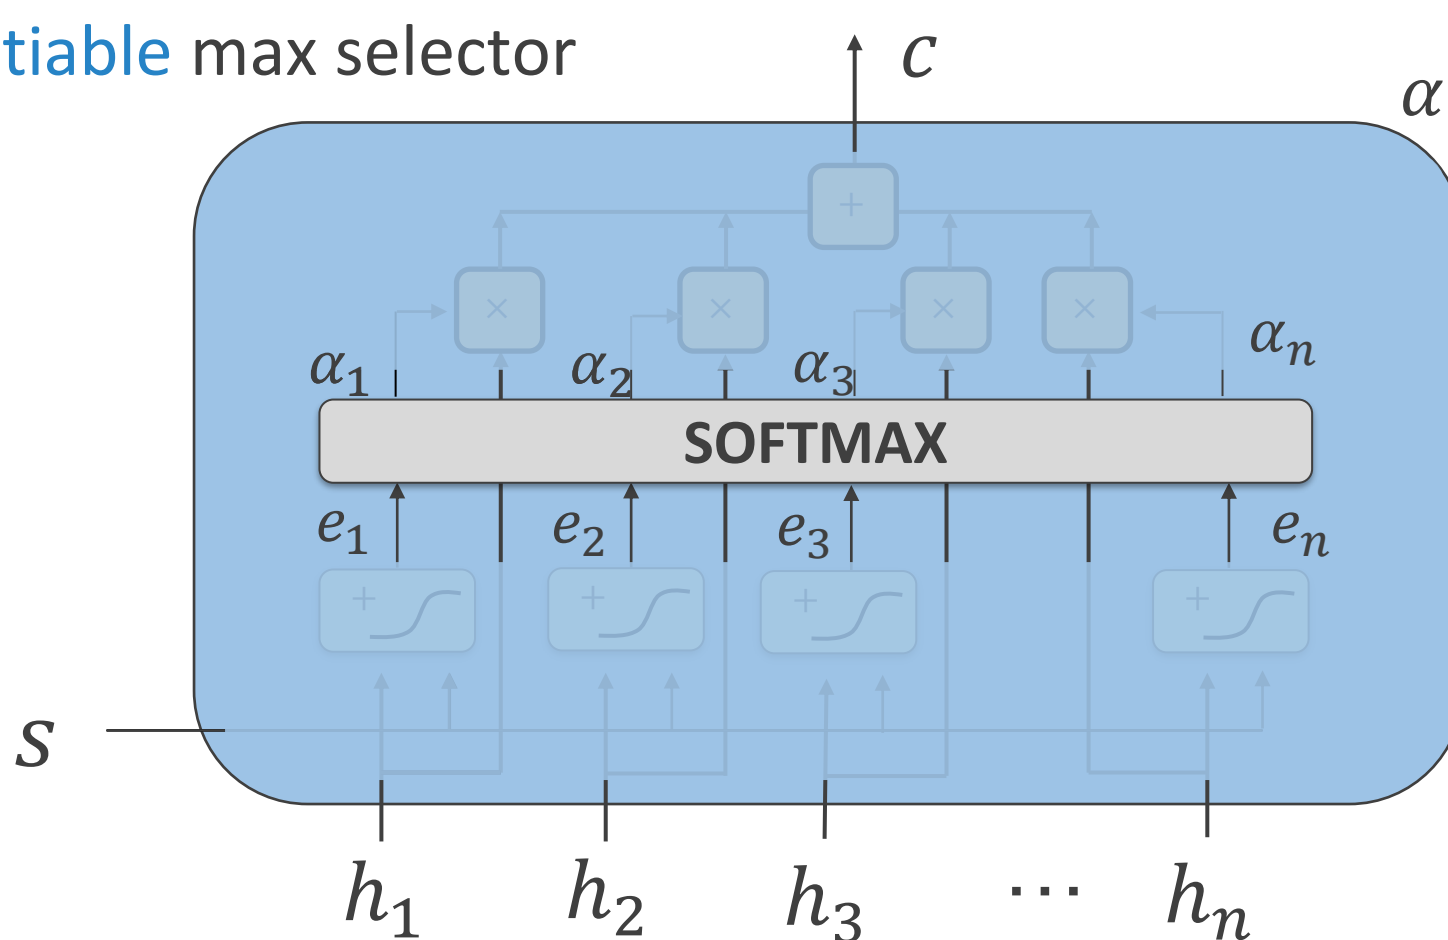 tiable max selector
c
α
+
× × × ×
α₁ α₂ α₃ αₙ
SOFTMAX
e₁ e₂ e₃ eₙ
+ + + +
s
h₁ h₂ h₃ ⋯ hₙ